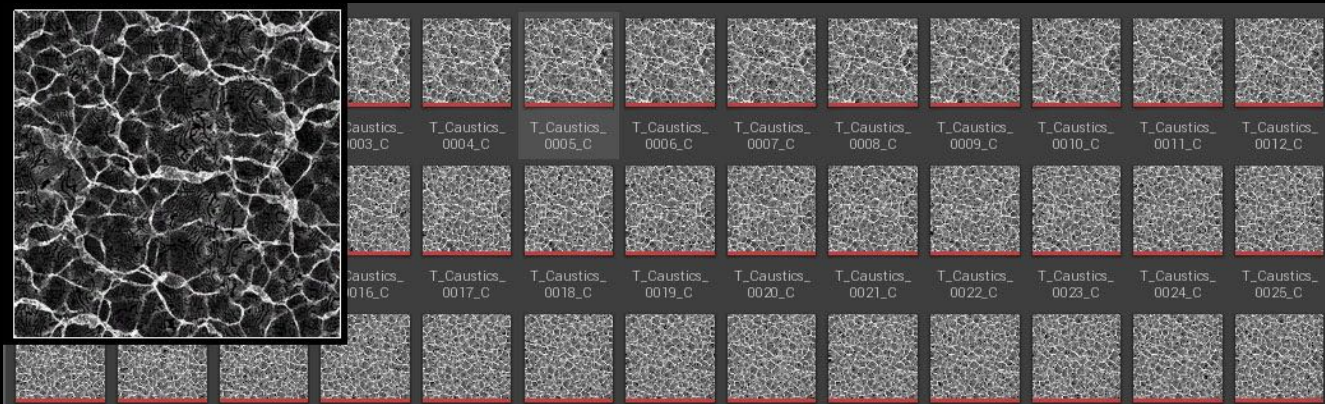 Caustics_
003_C
T_Caustics_
0004_C
T_Caustics_
0005_C
T_Caustics_
0006_C
T_Caustics_
0007_C
T_Caustics_
0008_C
T_Caustics_
0009_C
T_Caustics_
0010_C
T_Caustics_
0011_C
T_Caustics_
0012_C
Caustics_
016_C
T_Caustics_
0017_C
T_Caustics_
0018_C
T_Caustics_
0019_C
T_Caustics_
0020_C
T_Caustics_
0021_C
T_Caustics_
0022_C
T_Caustics_
0023_C
T_Caustics_
0024_C
T_Caustics_
0025_C